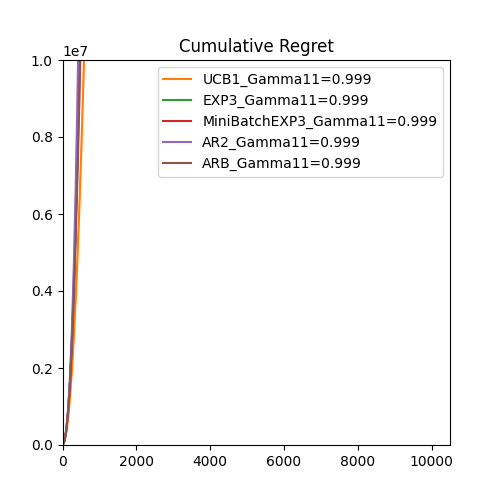 Cumulative Regret
1e7
1.0
0.8
0.6
0.4
0.2
0.0
UCB1_Gamma11=0.999
EXP3_Gamma11=0.999
MiniBatchEXP3_Gamma11=0.999
AR2_Gamma11=0.999
ARB_Gamma11=0.999
0 2000 4000 6000 8000 10000